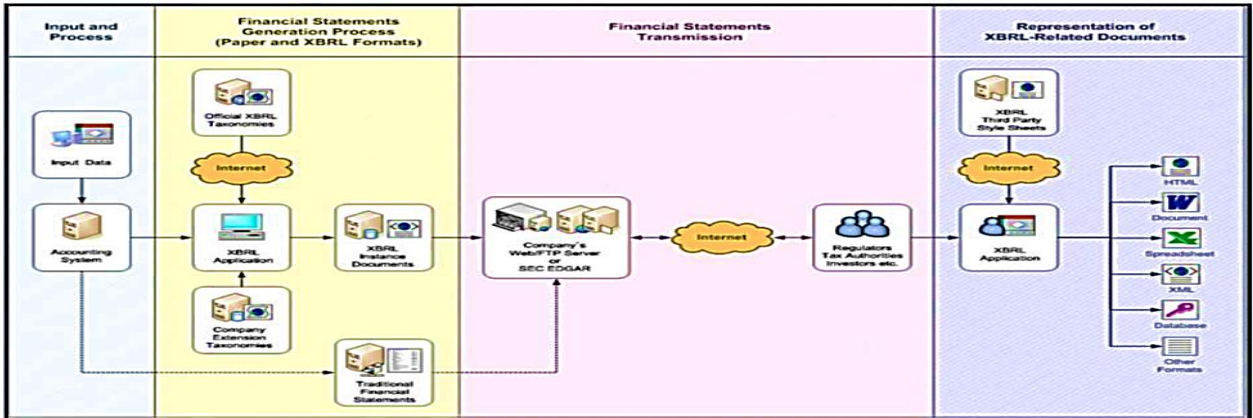 Input and
Process
Financial Statements
Generation Process
(Paper and XBRL Formats)
Financial Statements
Transmission
Representation of
XBRL-Related Documents
Input Data
Accounting
System
Official XBRL
Taxonomies
Internet
XBRL
Application
Company
Extension
Taxonomies
XBRL
Instance
Documents
Traditional
Financial
Statements
Company's
Web/FTP Server
or
SEC EDGAR
Internet
Regulators
Tax Authorities
Investors etc.
XBRL
Third Party
Style Sheets
Internet
XBRL
Application
HTML
Document
Spreadsheet
XML
Database
Other
Formats